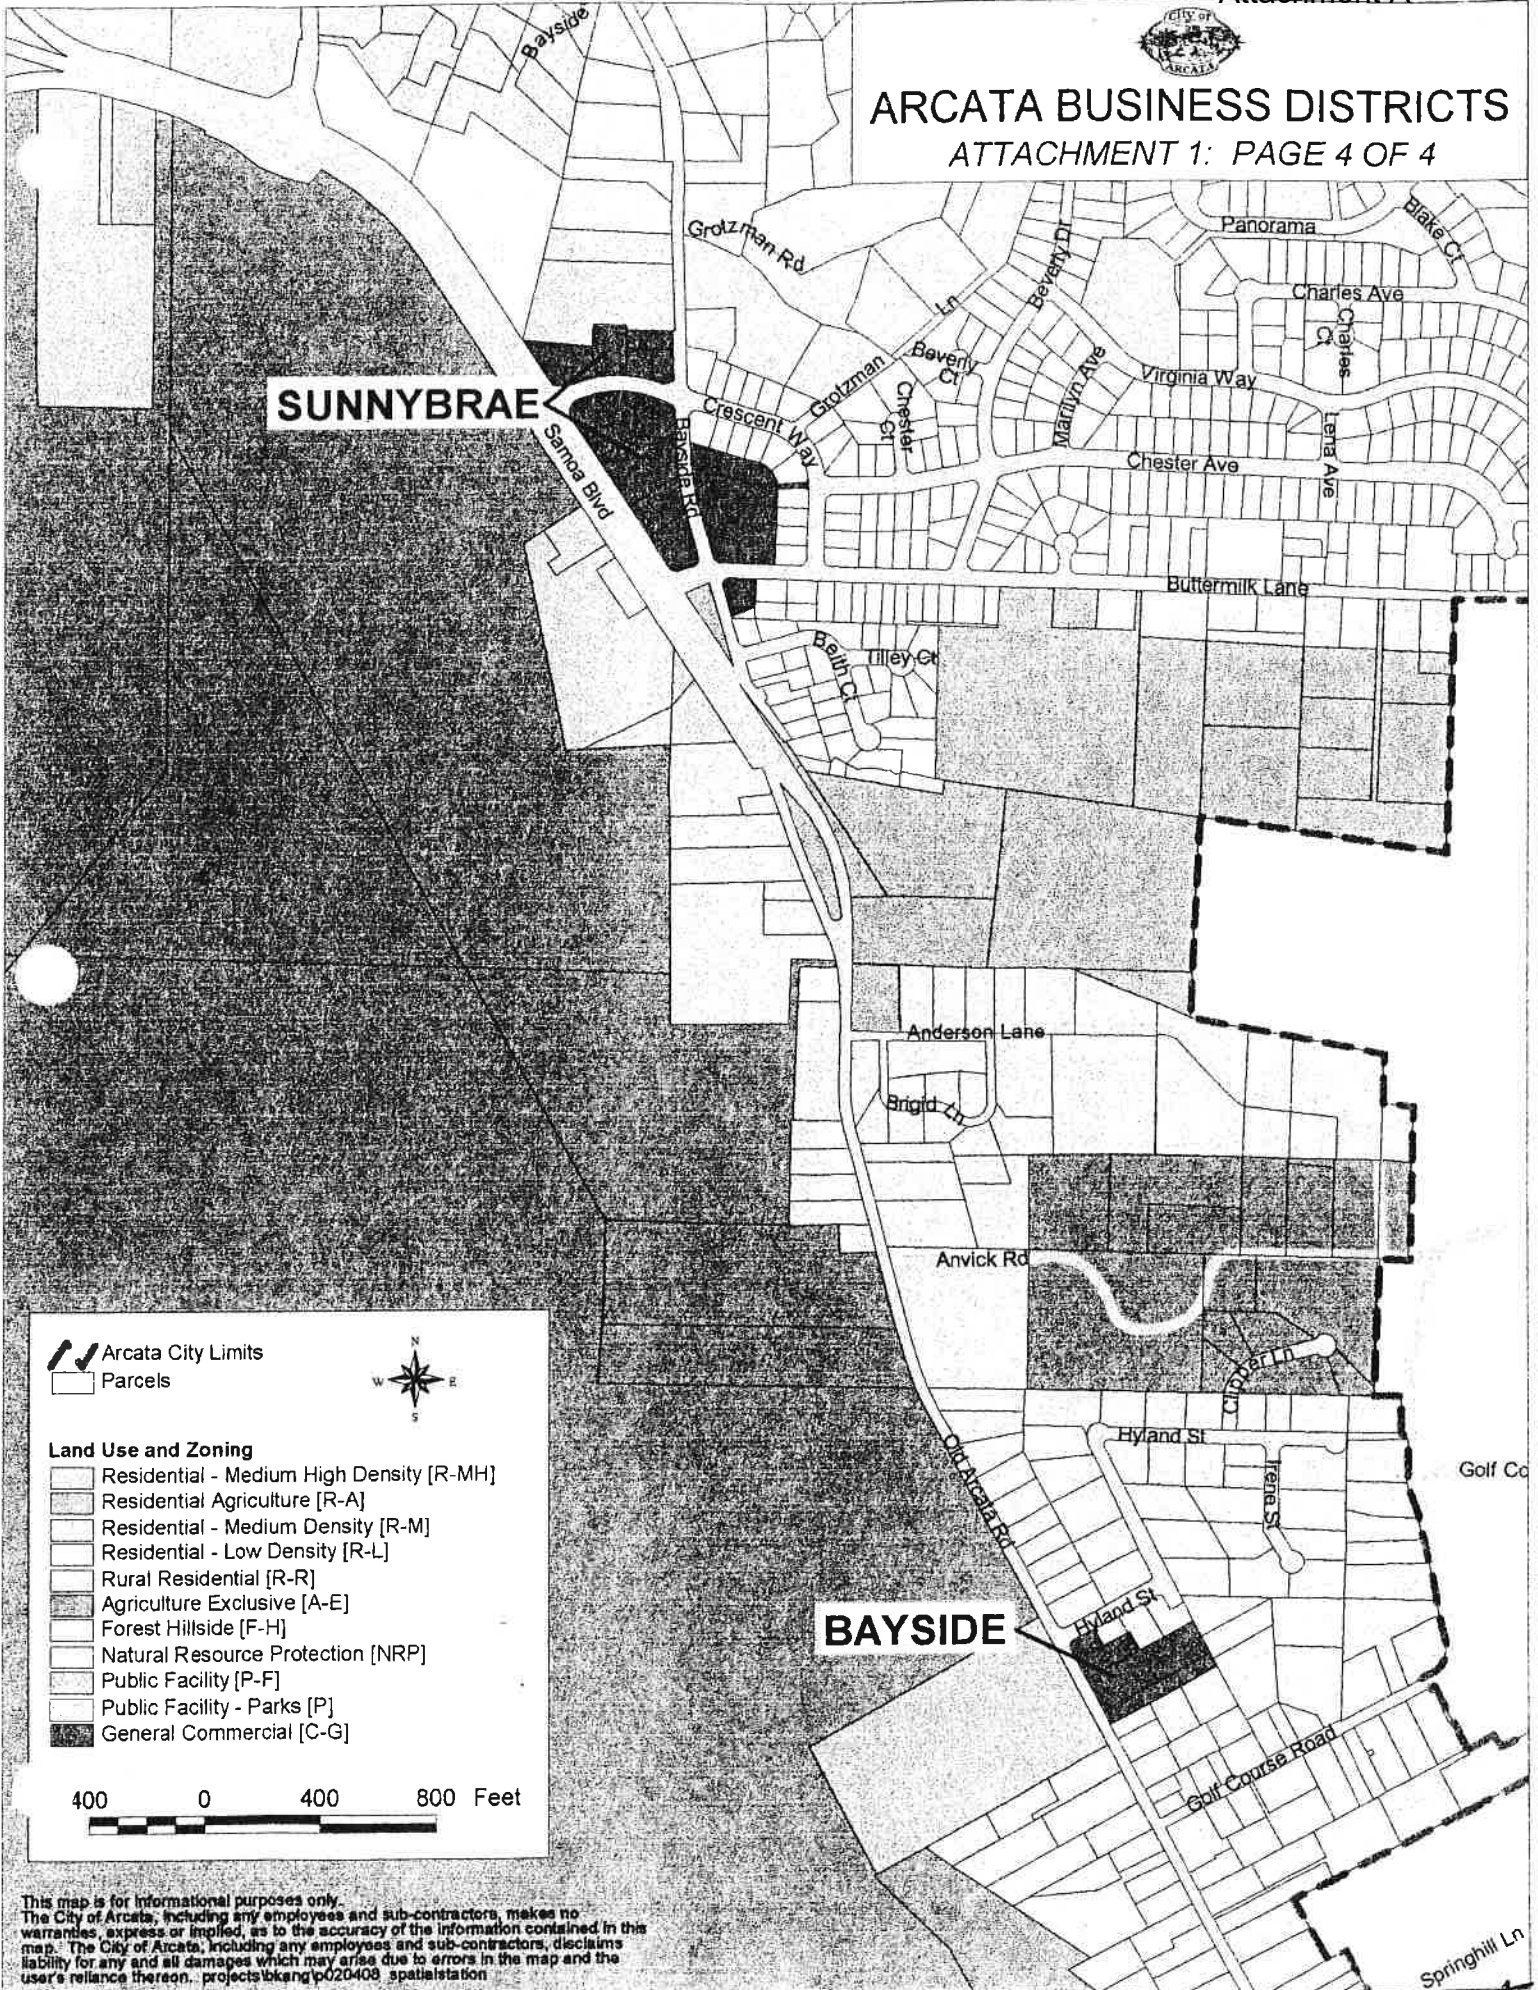 City of
ARCATA
ARCATA BUSINESS DISTRICTS
ATTACHMENT 1: PAGE 4 OF 4
Bayside
Grotzman Rd
Beverly Dr
Panorama
Blake Ct
Charles Ave
Charles
Ct
Grotzman
Ln
Beverly
Ct
Marilyn Ave
Virginia Way
SUNNYBRAE
Crescent Way
Chester
Ct
Bayside Rd
Samoa Blvd
Chester Ave
Lena Ave
Buttermilk Lane
Beith Ct
Tilley Ct
Anderson Lane
Brigid Ln
Anvick Rd
Clipper Ln
Hyland St
Irene St
Golf Co
Old Arcata Rd
Hyland St
BAYSIDE
Golf Course Road
Springhill Ln
Arcata City Limits
Parcels
N
W E
S
Land Use and Zoning
Residential - Medium High Density [R-MH]
Residential Agriculture [R-A]
Residential - Medium Density [R-M]
Residential - Low Density [R-L]
Rural Residential [R-R]
Agriculture Exclusive [A-E]
Forest Hillside [F-H]
Natural Resource Protection [NRP]
Public Facility [P-F]
Public Facility - Parks [P]
General Commercial [C-G]
400 0 400 800 Feet
This map is for informational purposes only.
The City of Arcata, including any employees and sub-contractors, makes no
warranties, express or implied, as to the accuracy of the information contained in this
map. The City of Arcata, including any employees and sub-contractors, disclaims
liability for any and all damages which may arise due to errors in the map and the
user's reliance thereon. projects\bkang\p020408_spatialstation